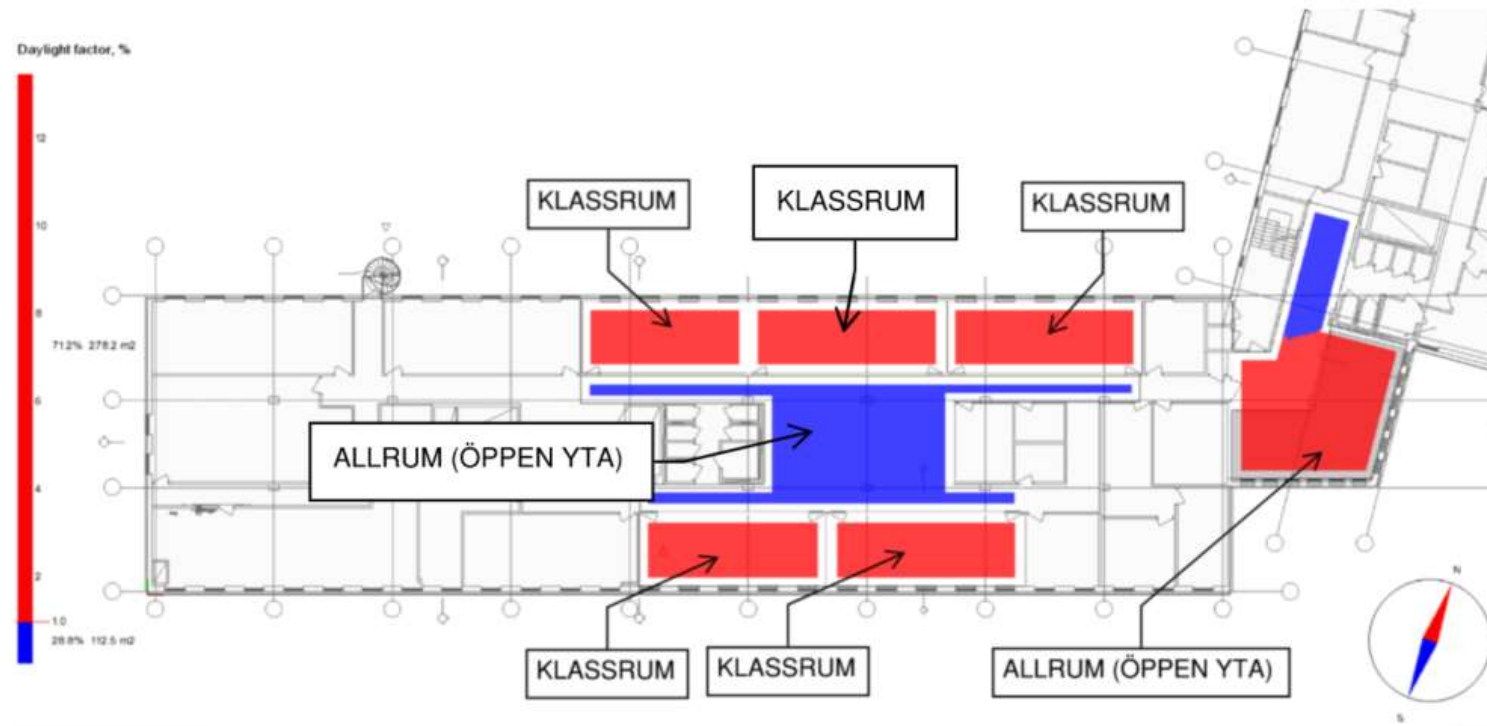 Daylight factor, %
12
10
8
71.2% 278.2 m2
6
4
2
1.0
28.8% 112.5 m2
KLASSRUM
KLASSRUM
KLASSRUM
ALLRUM (ÖPPEN YTA)
KLASSRUM
KLASSRUM
ALLRUM (ÖPPEN YTA)
N
S